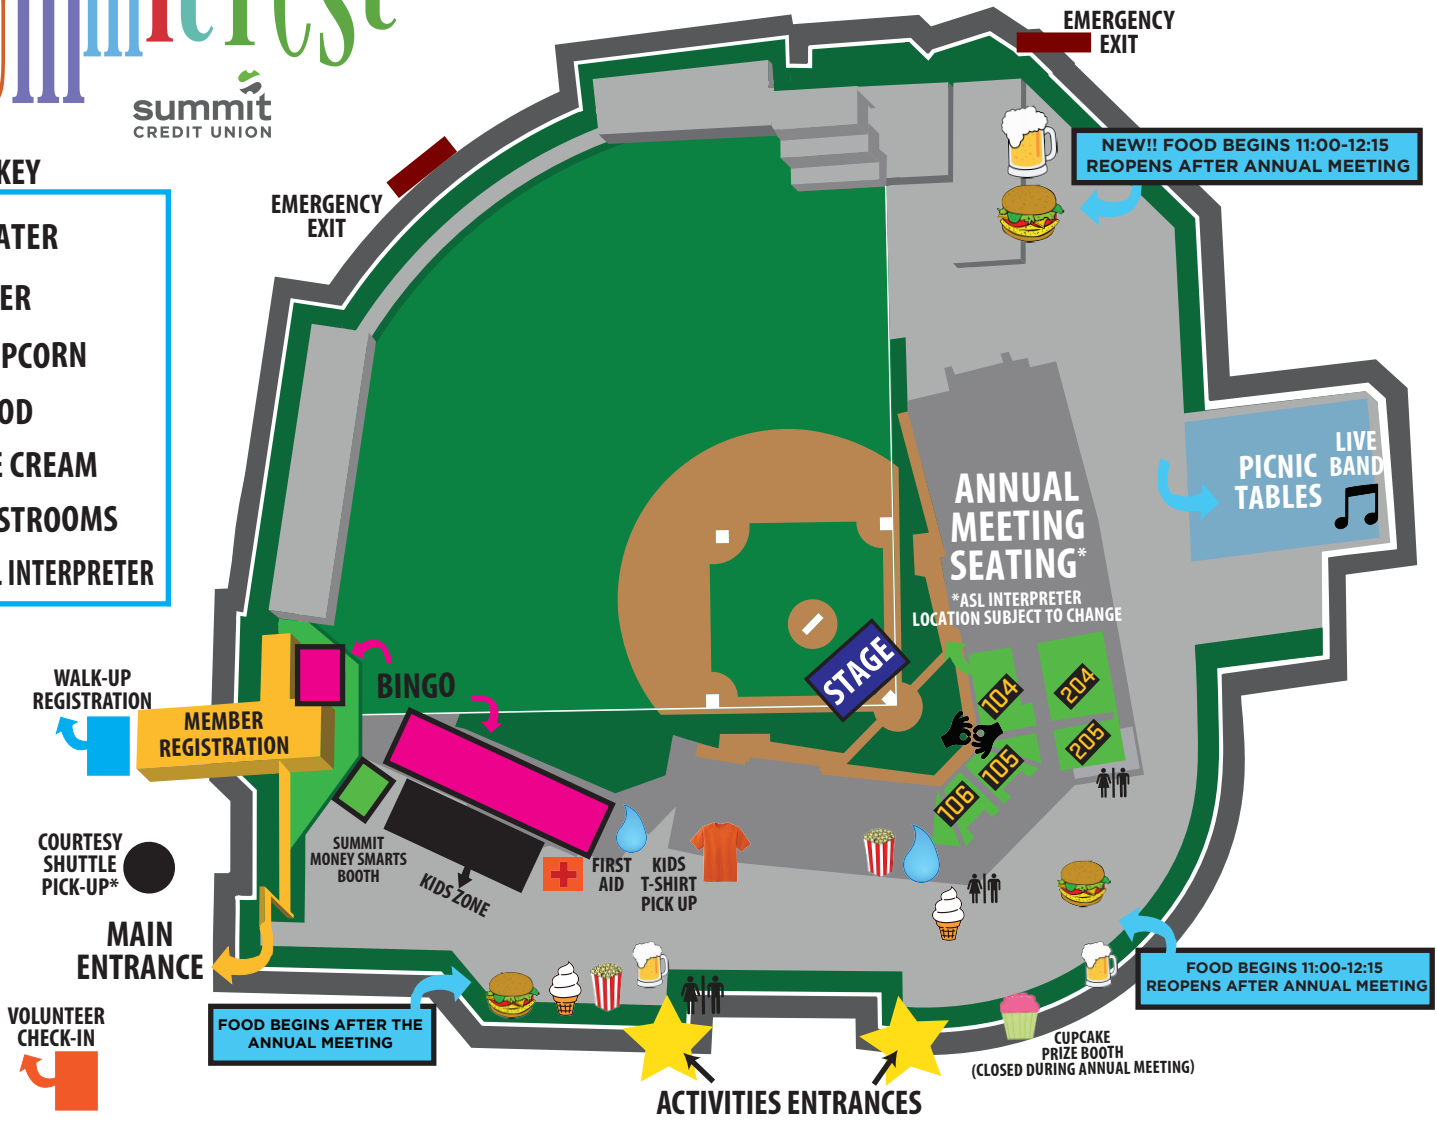 summit
CREDIT UNION
KEY
ATER
ER
PCORN
OD
E CREAM
STROOMS
L INTERPRETER
EMERGENCY
EXIT
EMERGENCY
EXIT
NEW!! FOOD BEGINS 11:00-12:15
REOPENS AFTER ANNUAL MEETING
PICNIC
TABLES
LIVE
BAND
ANNUAL
MEETING
SEATING*
*ASL INTERPRETER
LOCATION SUBJECT TO CHANGE
STAGE
104
204
105
205
106
BINGO
WALK-UP
REGISTRATION
MEMBER
REGISTRATION
COURTESY
SHUTTLE
PICK-UP*
SUMMIT
MONEY SMARTS
BOOTH
KIDS ZONE
FIRST
AID
KIDS
T-SHIRT
PICK UP
MAIN
ENTRANCE
VOLUNTEER
CHECK-IN
FOOD BEGINS AFTER THE
ANNUAL MEETING
ACTIVITIES ENTRANCES
FOOD BEGINS 11:00-12:15
REOPENS AFTER ANNUAL MEETING
CUPCAKE
PRIZE BOOTH
(CLOSED DURING ANNUAL MEETING)